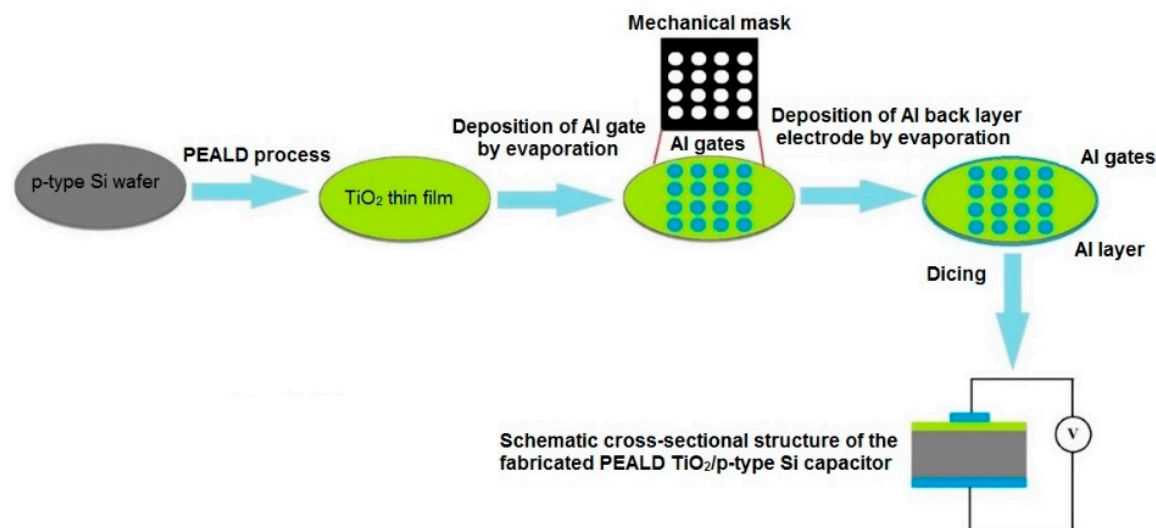 Mechanical mask
Deposition of Al gate
by evaporation
Deposition of Al back layer
electrode by evaporation
PEALD process
Al gates
Al gates
p-type Si wafer
TiO₂ thin film
Al layer
Dicing
V
Schematic cross-sectional structure of the
fabricated PEALD TiO₂/p-type Si capacitor